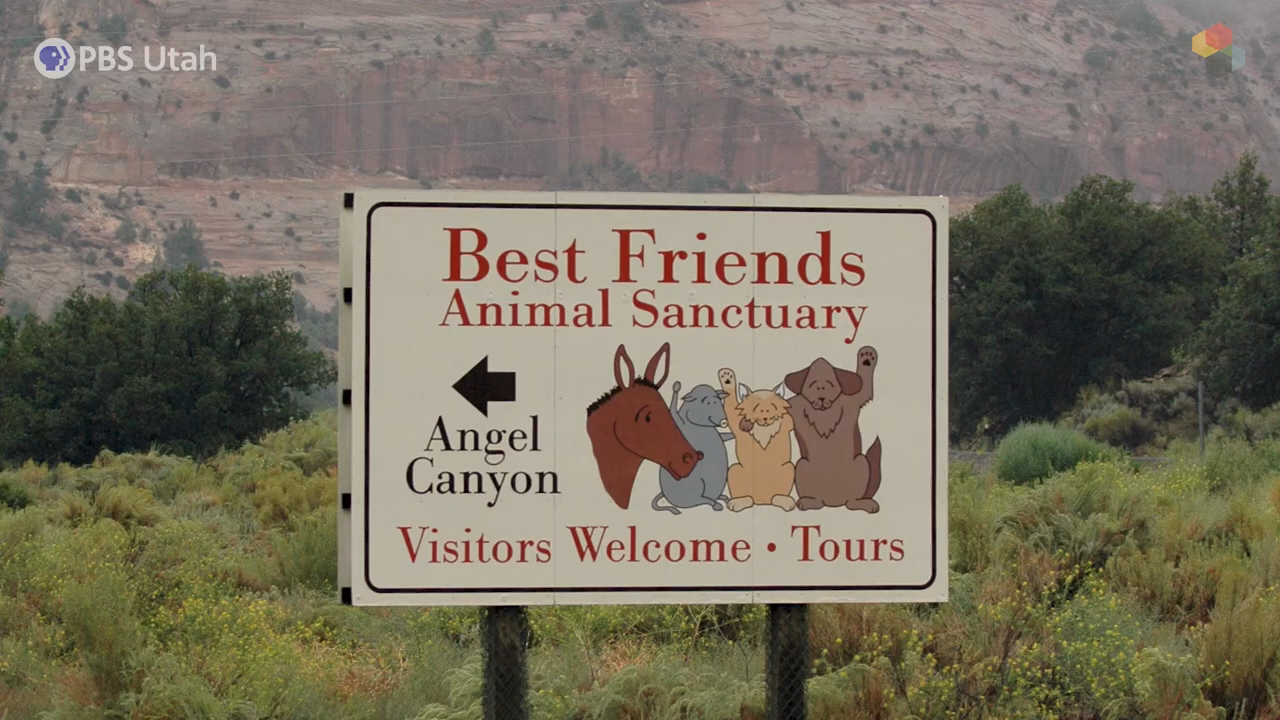 PBS Utah
Best Friends
Animal Sanctuary
Angel
Canyon
Visitors Welcome • Tours